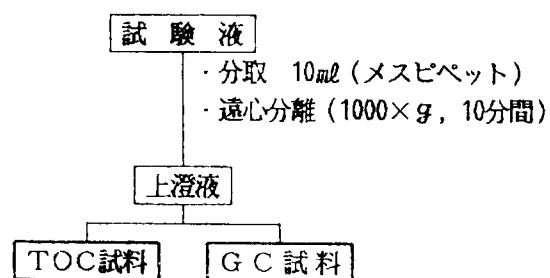 試験液
・分取 10㎖(メスピペット)
・遠心分離(1000×g,10分間)
上澄液
TOC試料 GC試料